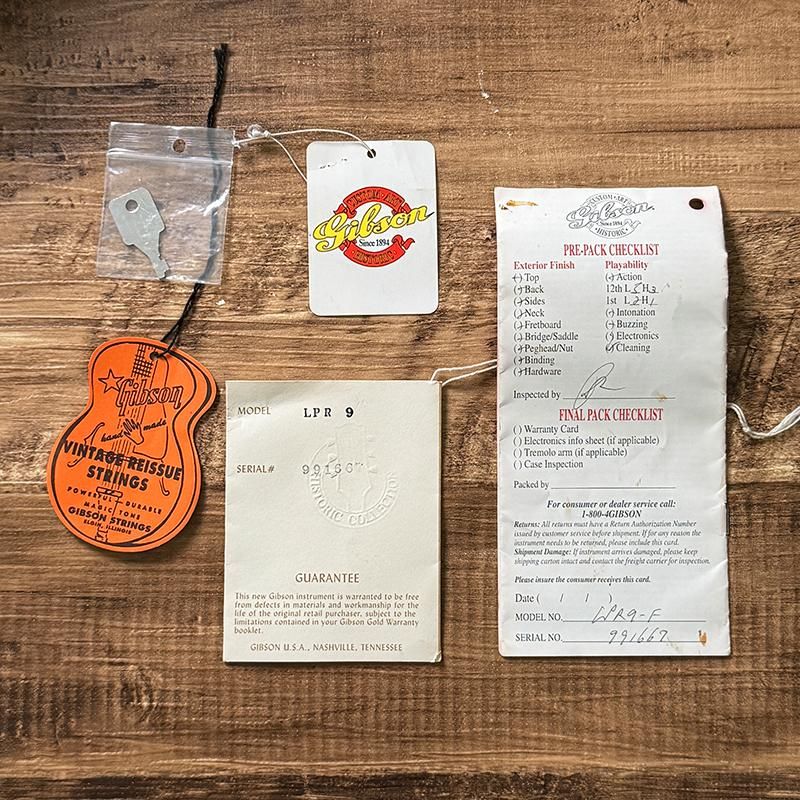 CUSTOM · ART
Gibson
Since 1894
HISTORIC
Gibson
hand made
VINTAGE REISSUE
STRINGS
POWERFUL - DURABLE
MAGIC TONE
GIBSON STRINGS
ELGIN, ILLINOIS
MODEL LPR 9
SERIAL# 99166
HISTORIC COLLECTION
GUARANTEE
This new Gibson instrument is warranted to be free
from defects in materials and workmanship for the
life of the original retail purchaser, subject to the
limitations contained in your Gibson Gold Warranty
booklet.
GIBSON U.S.A., NASHVILLE, TENNESSEE
CUSTOM · ART
Gibson
Since 1894
· HISTORIC ·
PRE-PACK CHECKLIST
Exterior Finish Playability
( ) Top ( ) Action
( ) Back 12th L 5 H 3
( ) Sides 1st L 2 H 1
( ) Neck ( ) Intonation
( ) Fretboard ( ) Buzzing
( ) Bridge/Saddle ( ) Electronics
( ) Peghead/Nut ( ) Cleaning
( ) Binding
( ) Hardware
Inspected by
FINAL PACK CHECKLIST
( ) Warranty Card
( ) Electronics info sheet (if applicable)
( ) Tremolo arm (if applicable)
( ) Case Inspection
Packed by
For consumer or dealer service call:
1-800-4GIBSON
Returns: All returns must have a Return Authorization Number
issued by customer service before shipment. If for any reason the
instrument needs to be returned, please include this card.
Shipment Damage: If instrument arrives damaged, please keep
shipping carton intact and contact the freight carrier for inspection.
Please insure the consumer receives this card.
Date ( / / )
MODEL NO. LPR9-F
SERIAL NO. 991667